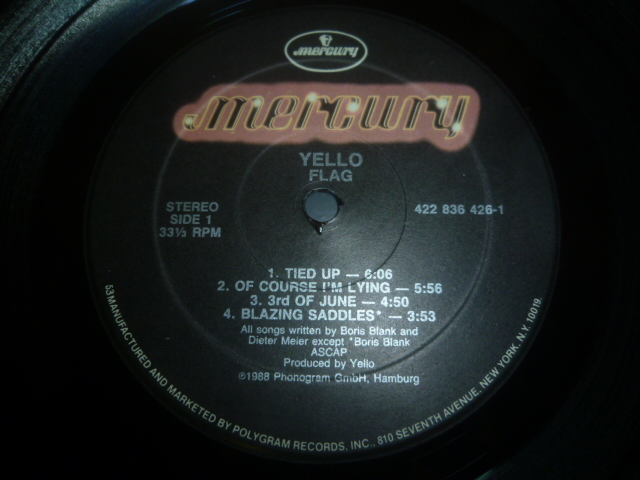 mercury
mercury
YELLO
FLAG
STEREO
SIDE 1
33⅓ RPM
422 836 426-1
1. TIED UP — 6:06
2. OF COURSE I'M LYING — 5:56
3. 3rd OF JUNE — 4:50
4. BLAZING SADDLES* — 3:53
All songs written by Boris Blank and
Dieter Meier except *Boris Blank
ASCAP
Produced by Yello
℗1988 Phonogram GmbH, Hamburg
53 MANUFACTURED AND MARKETED BY POLYGRAM RECORDS, INC., 810 SEVENTH AVENUE, NEW YORK, N.Y. 10019.